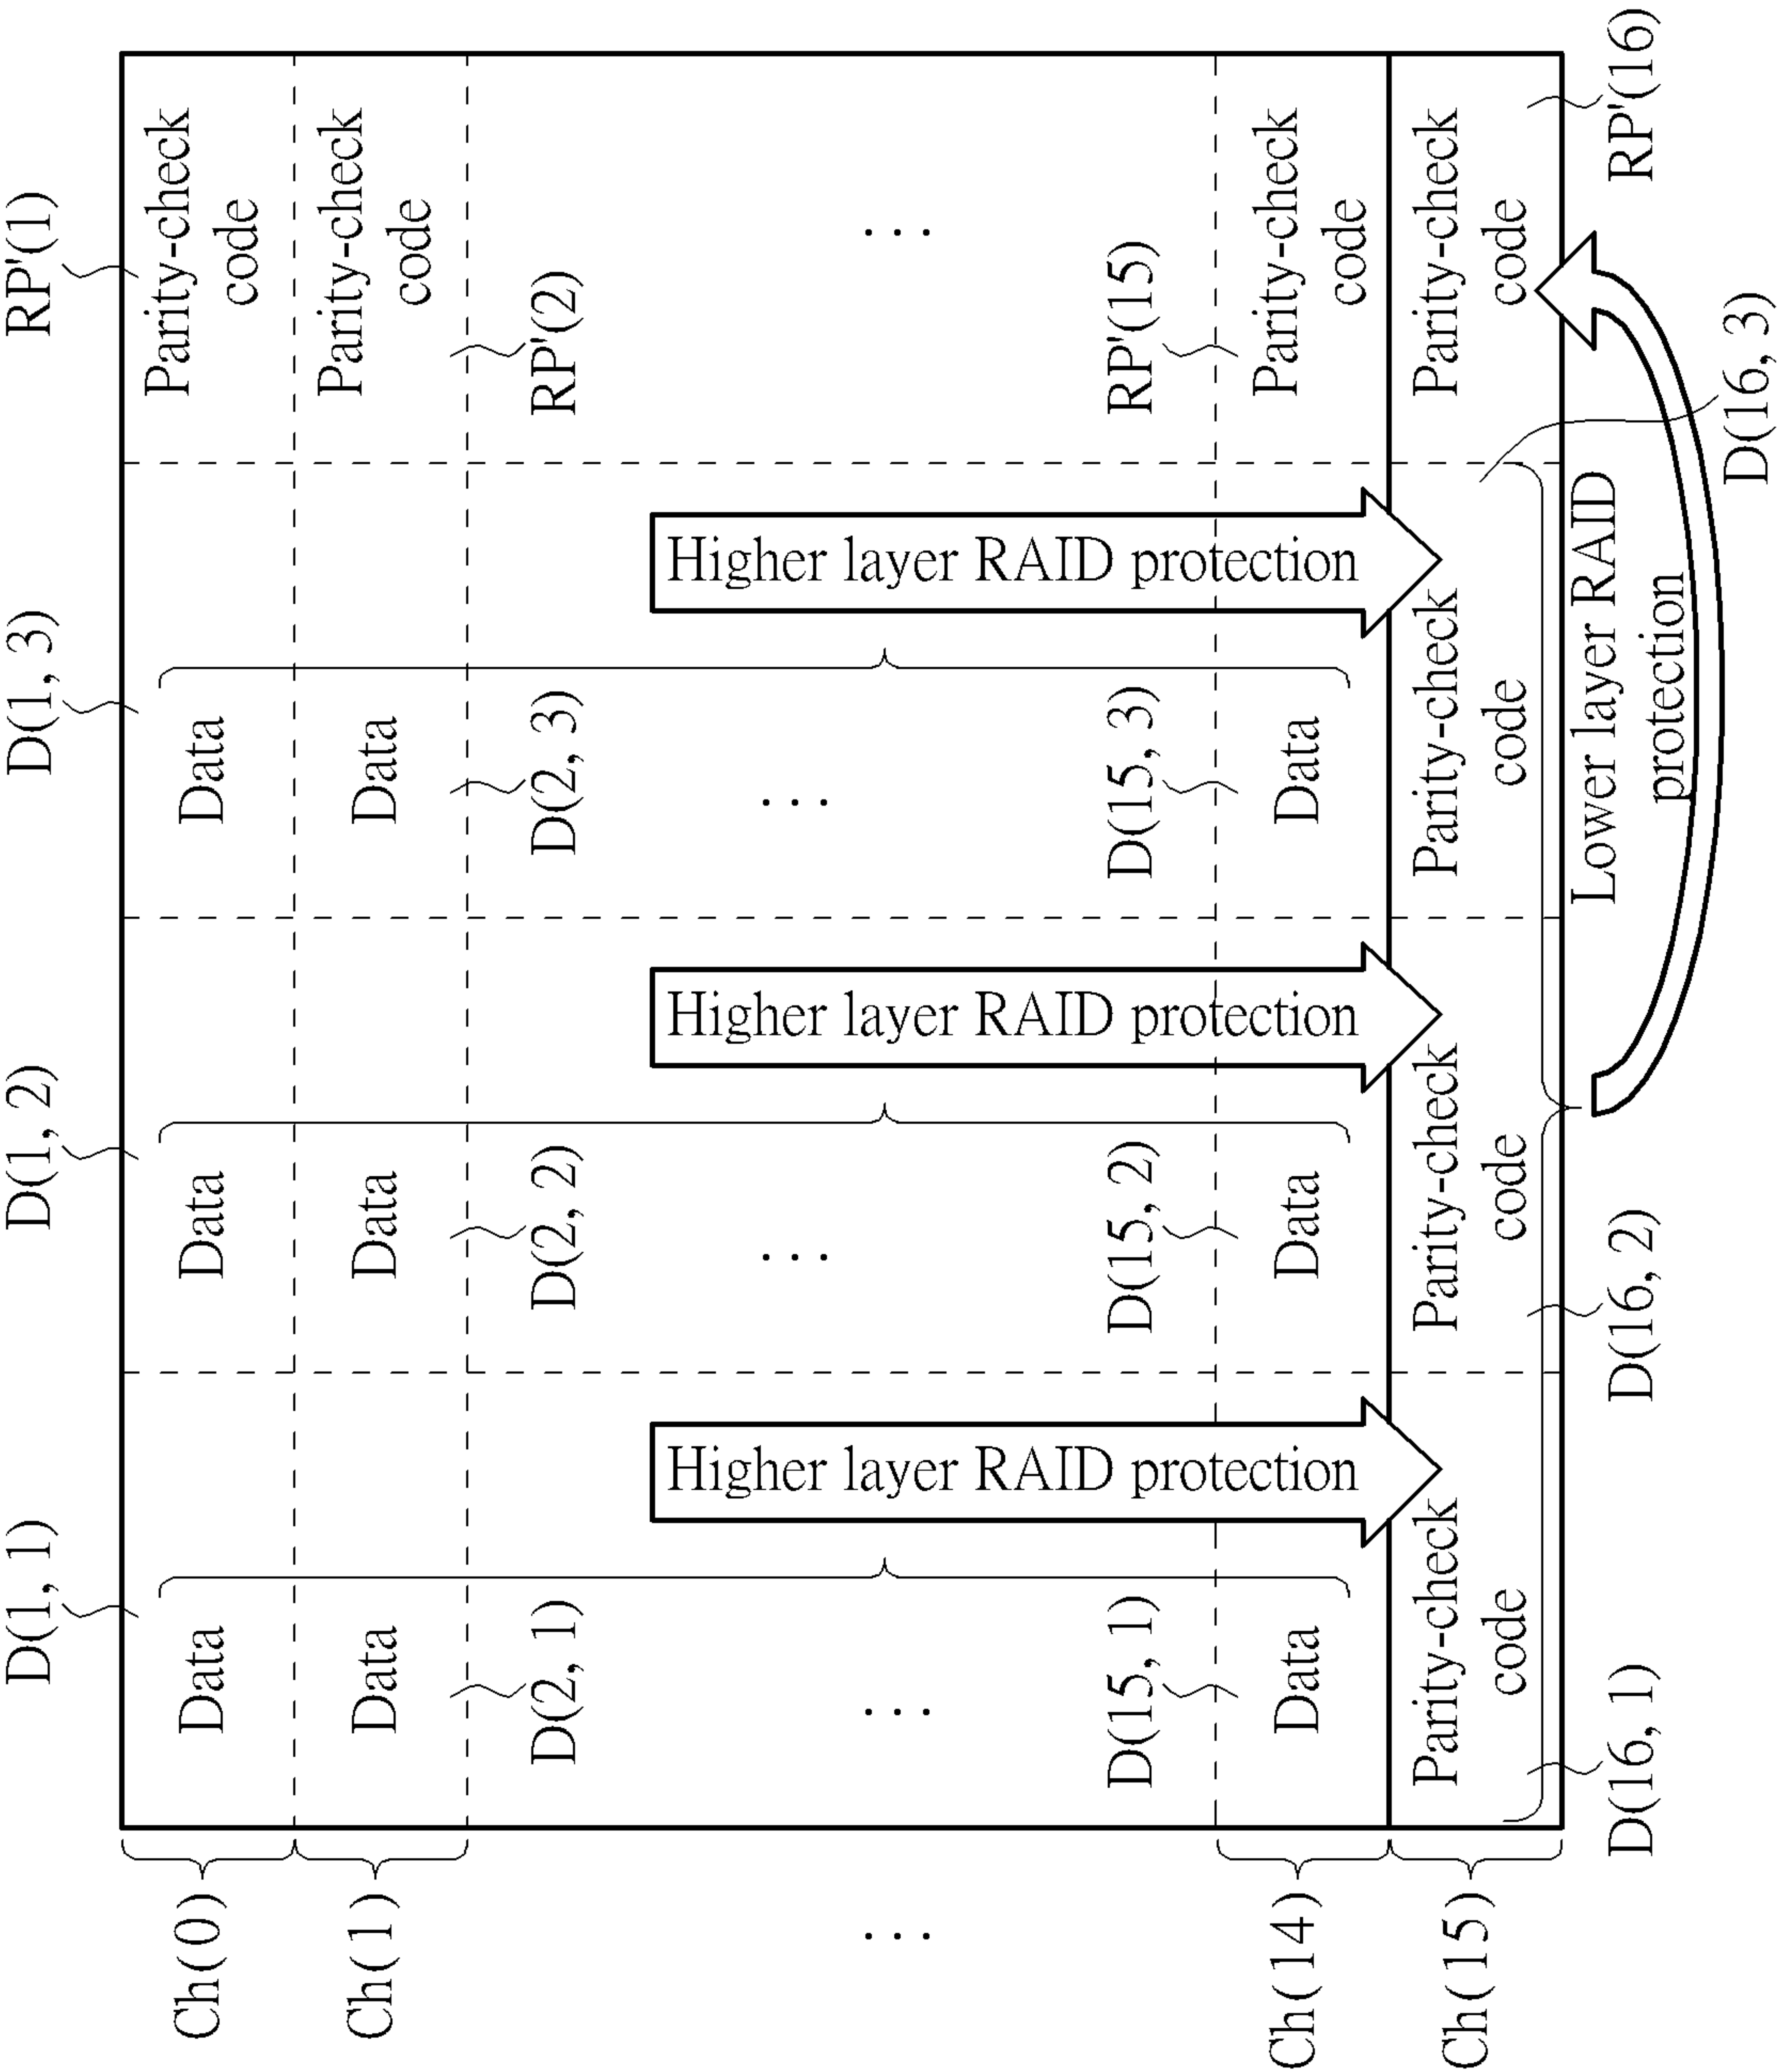 D(1, 1)
D(1, 2)
D(1, 3)
RP'(1)
Ch(0)
Data
Data
Data
Parity-check
code
Ch(1)
Data
Data
Data
Parity-check
code
D(2, 1)
D(2, 2)
D(2, 3)
RP'(2)
...
...
...
...
...
Higher layer RAID protection
Higher layer RAID protection
Higher layer RAID protection
D(15, 1)
D(15, 2)
D(15, 3)
RP'(15)
Ch(14)
Data
Data
Data
Parity-check
code
Ch(15)
Parity-check
code
Parity-check
code
Parity-check
code
Parity-check
code
D(16, 1)
D(16, 2)
Lower layer RAID
protection
RP'(16)
D(16, 3)